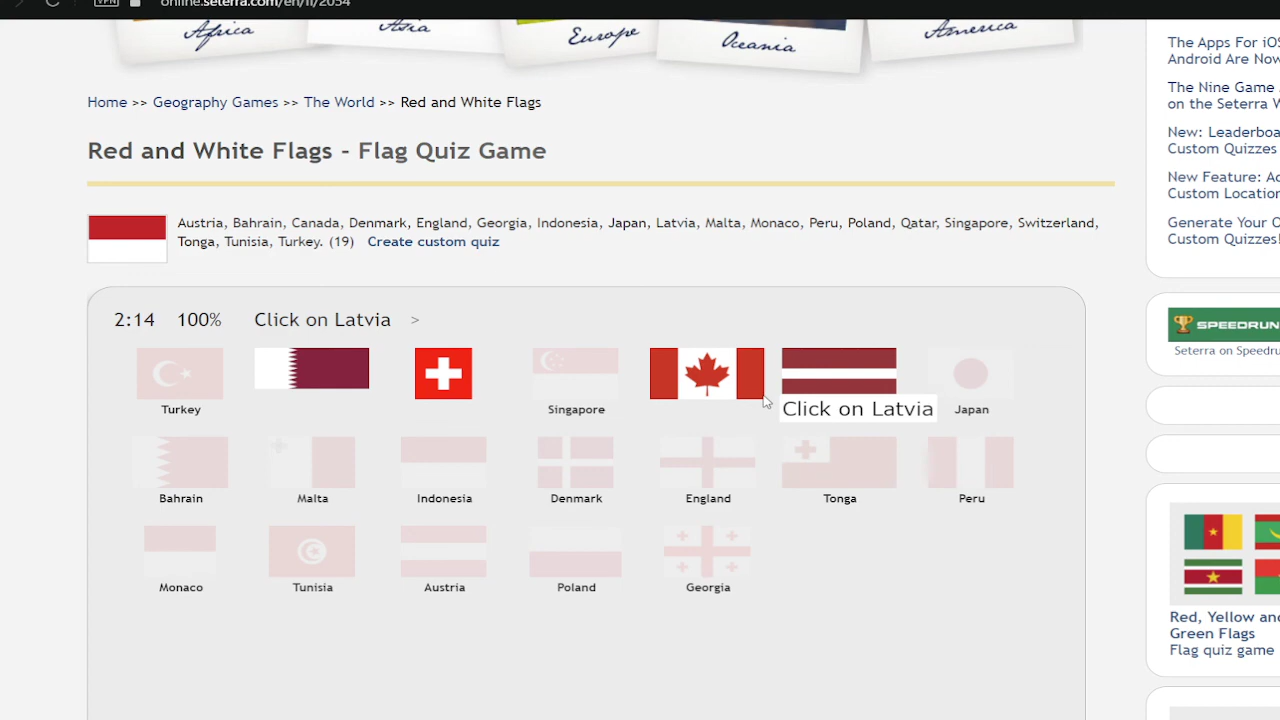 VPN
online.seterra.com/en/fl/2054
Africa
Asia
Europe
Oceania
America
Home >> Geography Games >> The World >> Red and White Flags
Red and White Flags - Flag Quiz Game
Austria, Bahrain, Canada, Denmark, England, Georgia, Indonesia, Japan, Latvia, Malta, Monaco, Peru, Poland, Qatar, Singapore, Switzerland,
Tonga, Tunisia, Turkey. (19) Create custom quiz
2:14 100% Click on Latvia >
Click on Latvia
Turkey
Singapore
Japan
Bahrain
Malta
Indonesia
Denmark
England
Tonga
Peru
Monaco
Tunisia
Austria
Poland
Georgia
The Apps For iOS
Android Are Now
The Nine Game
on the Seterra W
New: Leaderboa
Custom Quizzes
New Feature: Ad
Custom Location
Generate Your O
Custom Quizzes!
SPEEDRUN
Seterra on Speedru
Red, Yellow and
Green Flags
Flag quiz game